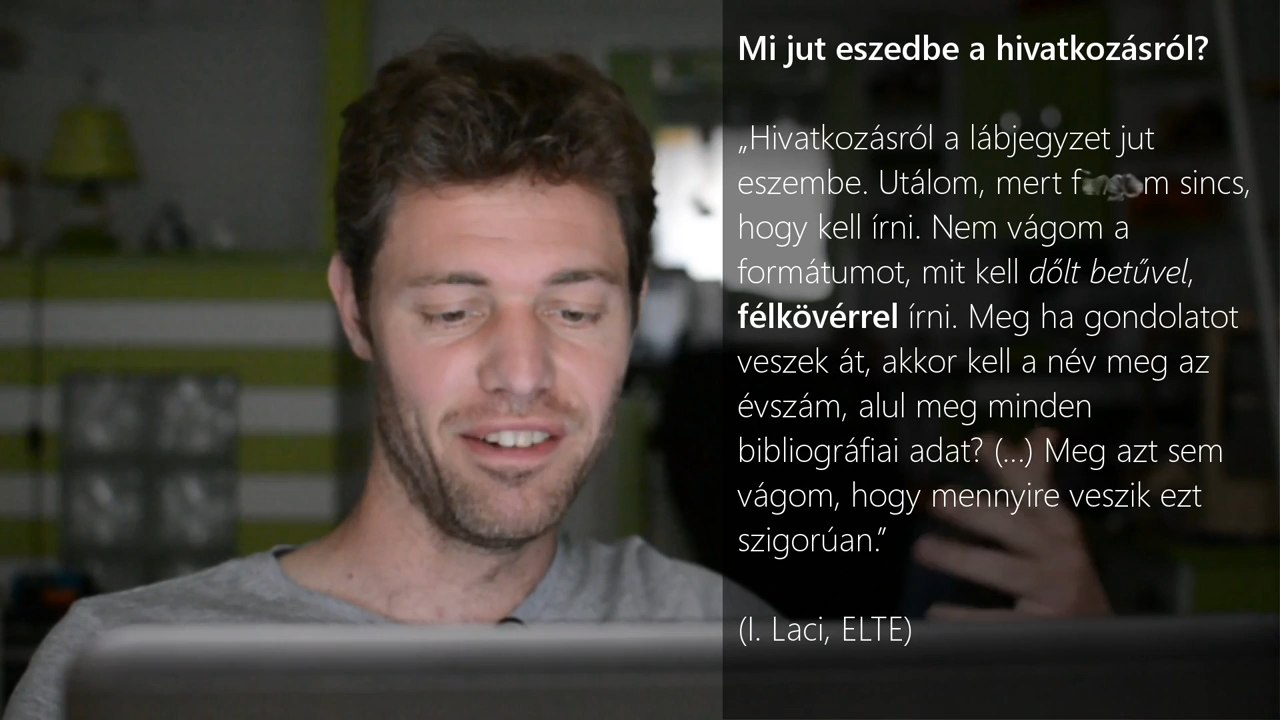 Mi jut eszedbe a hivatkozásról?
„Hivatkozásról a lábjegyzet jut
eszembe. Utálom, mert sincs,
hogy kell írni. Nem vágom a
formátumot, mit kell dőlt betűvel,
félkövérrel írni. Meg ha gondolatot
veszek át, akkor kell a név meg az
évszám, alul meg minden
bibliográfiai adat? (...) Meg azt sem
vágom, hogy mennyire veszik ezt
szigorúan.”
(I. Laci, ELTE)